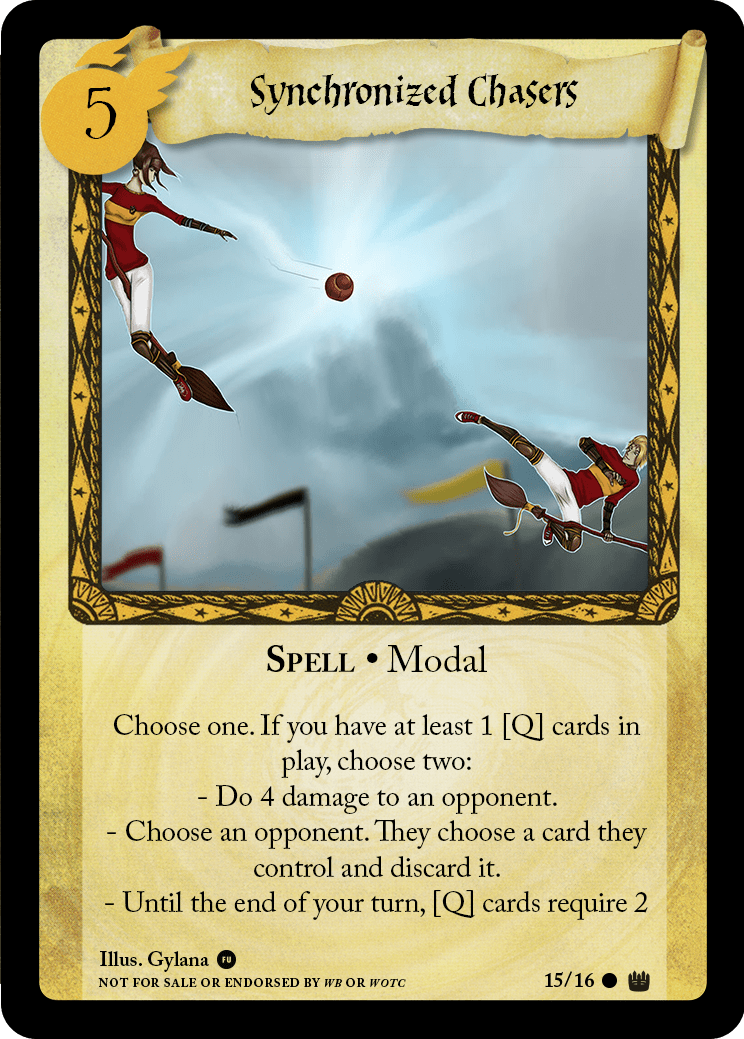 5
Synchronized Chasers
Spell • Modal
Choose one. If you have at least 1 [Q] cards in
play, choose two:
- Do 4 damage to an opponent.
- Choose an opponent. They choose a card they
control and discard it.
- Until the end of your turn, [Q] cards require 2
Illus. Gylana FU
NOT FOR SALE OR ENDORSED BY WB OR WOTC
15/16